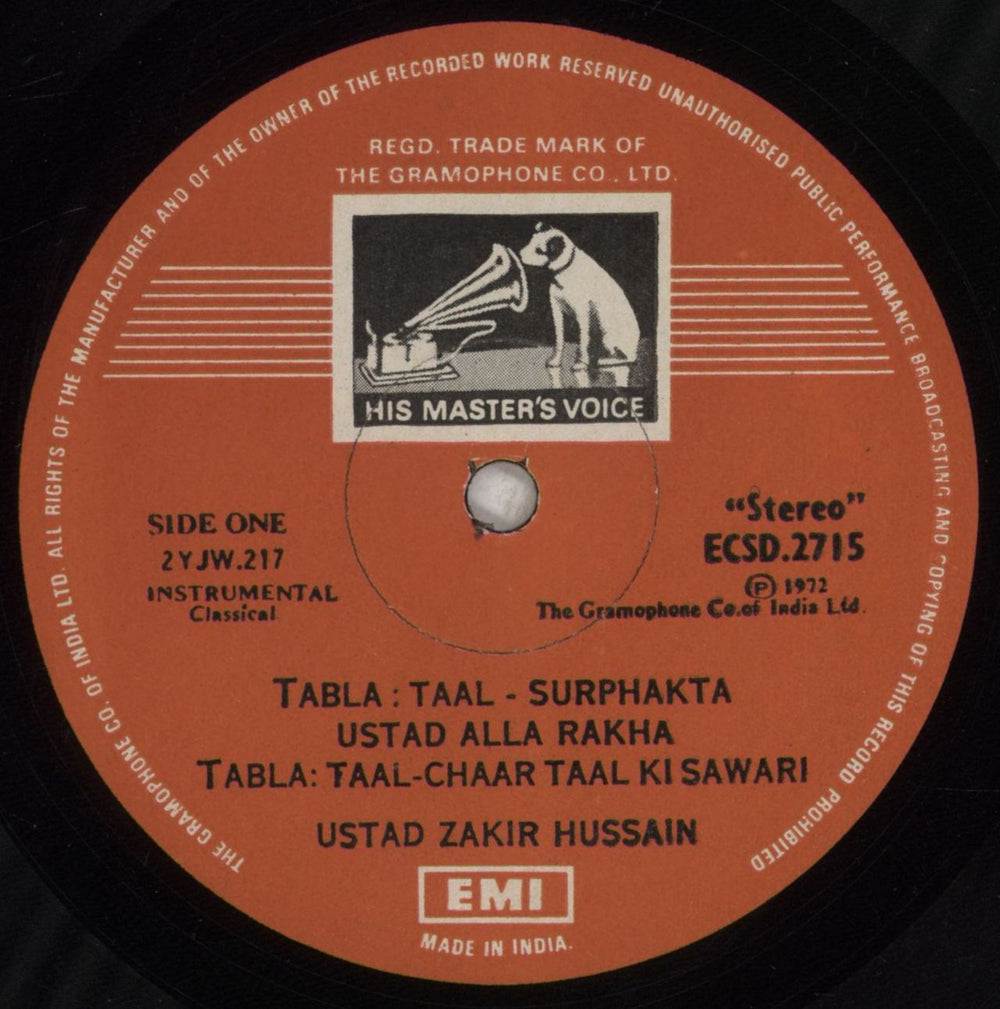 THE GRAMOPHONE CO. OF INDIA LTD. ALL RIGHTS OF THE MANUFACTURER AND OF THE OWNER OF THE RECORDED WORK RESERVED UNAUTHORISED PUBLIC PERFORMANCE BROADCASTING AND COPYING OF THIS RECORD PROHIBITED
REGD. TRADE MARK OF
THE GRAMOPHONE CO., LTD.
HIS MASTER'S VOICE
SIDE ONE
2YJW.217
INSTRUMENTAL
Classical
“Stereo”
ECSD.2715
℗ 1972
The Gramophone Co.of India Ltd.
TABLA : TAAL - SURPHAKTA
USTAD ALLA RAKHA
TABLA: TAAL-CHAAR TAAL KI SAWARI
USTAD ZAKIR HUSSAIN
EMI
MADE IN INDIA.